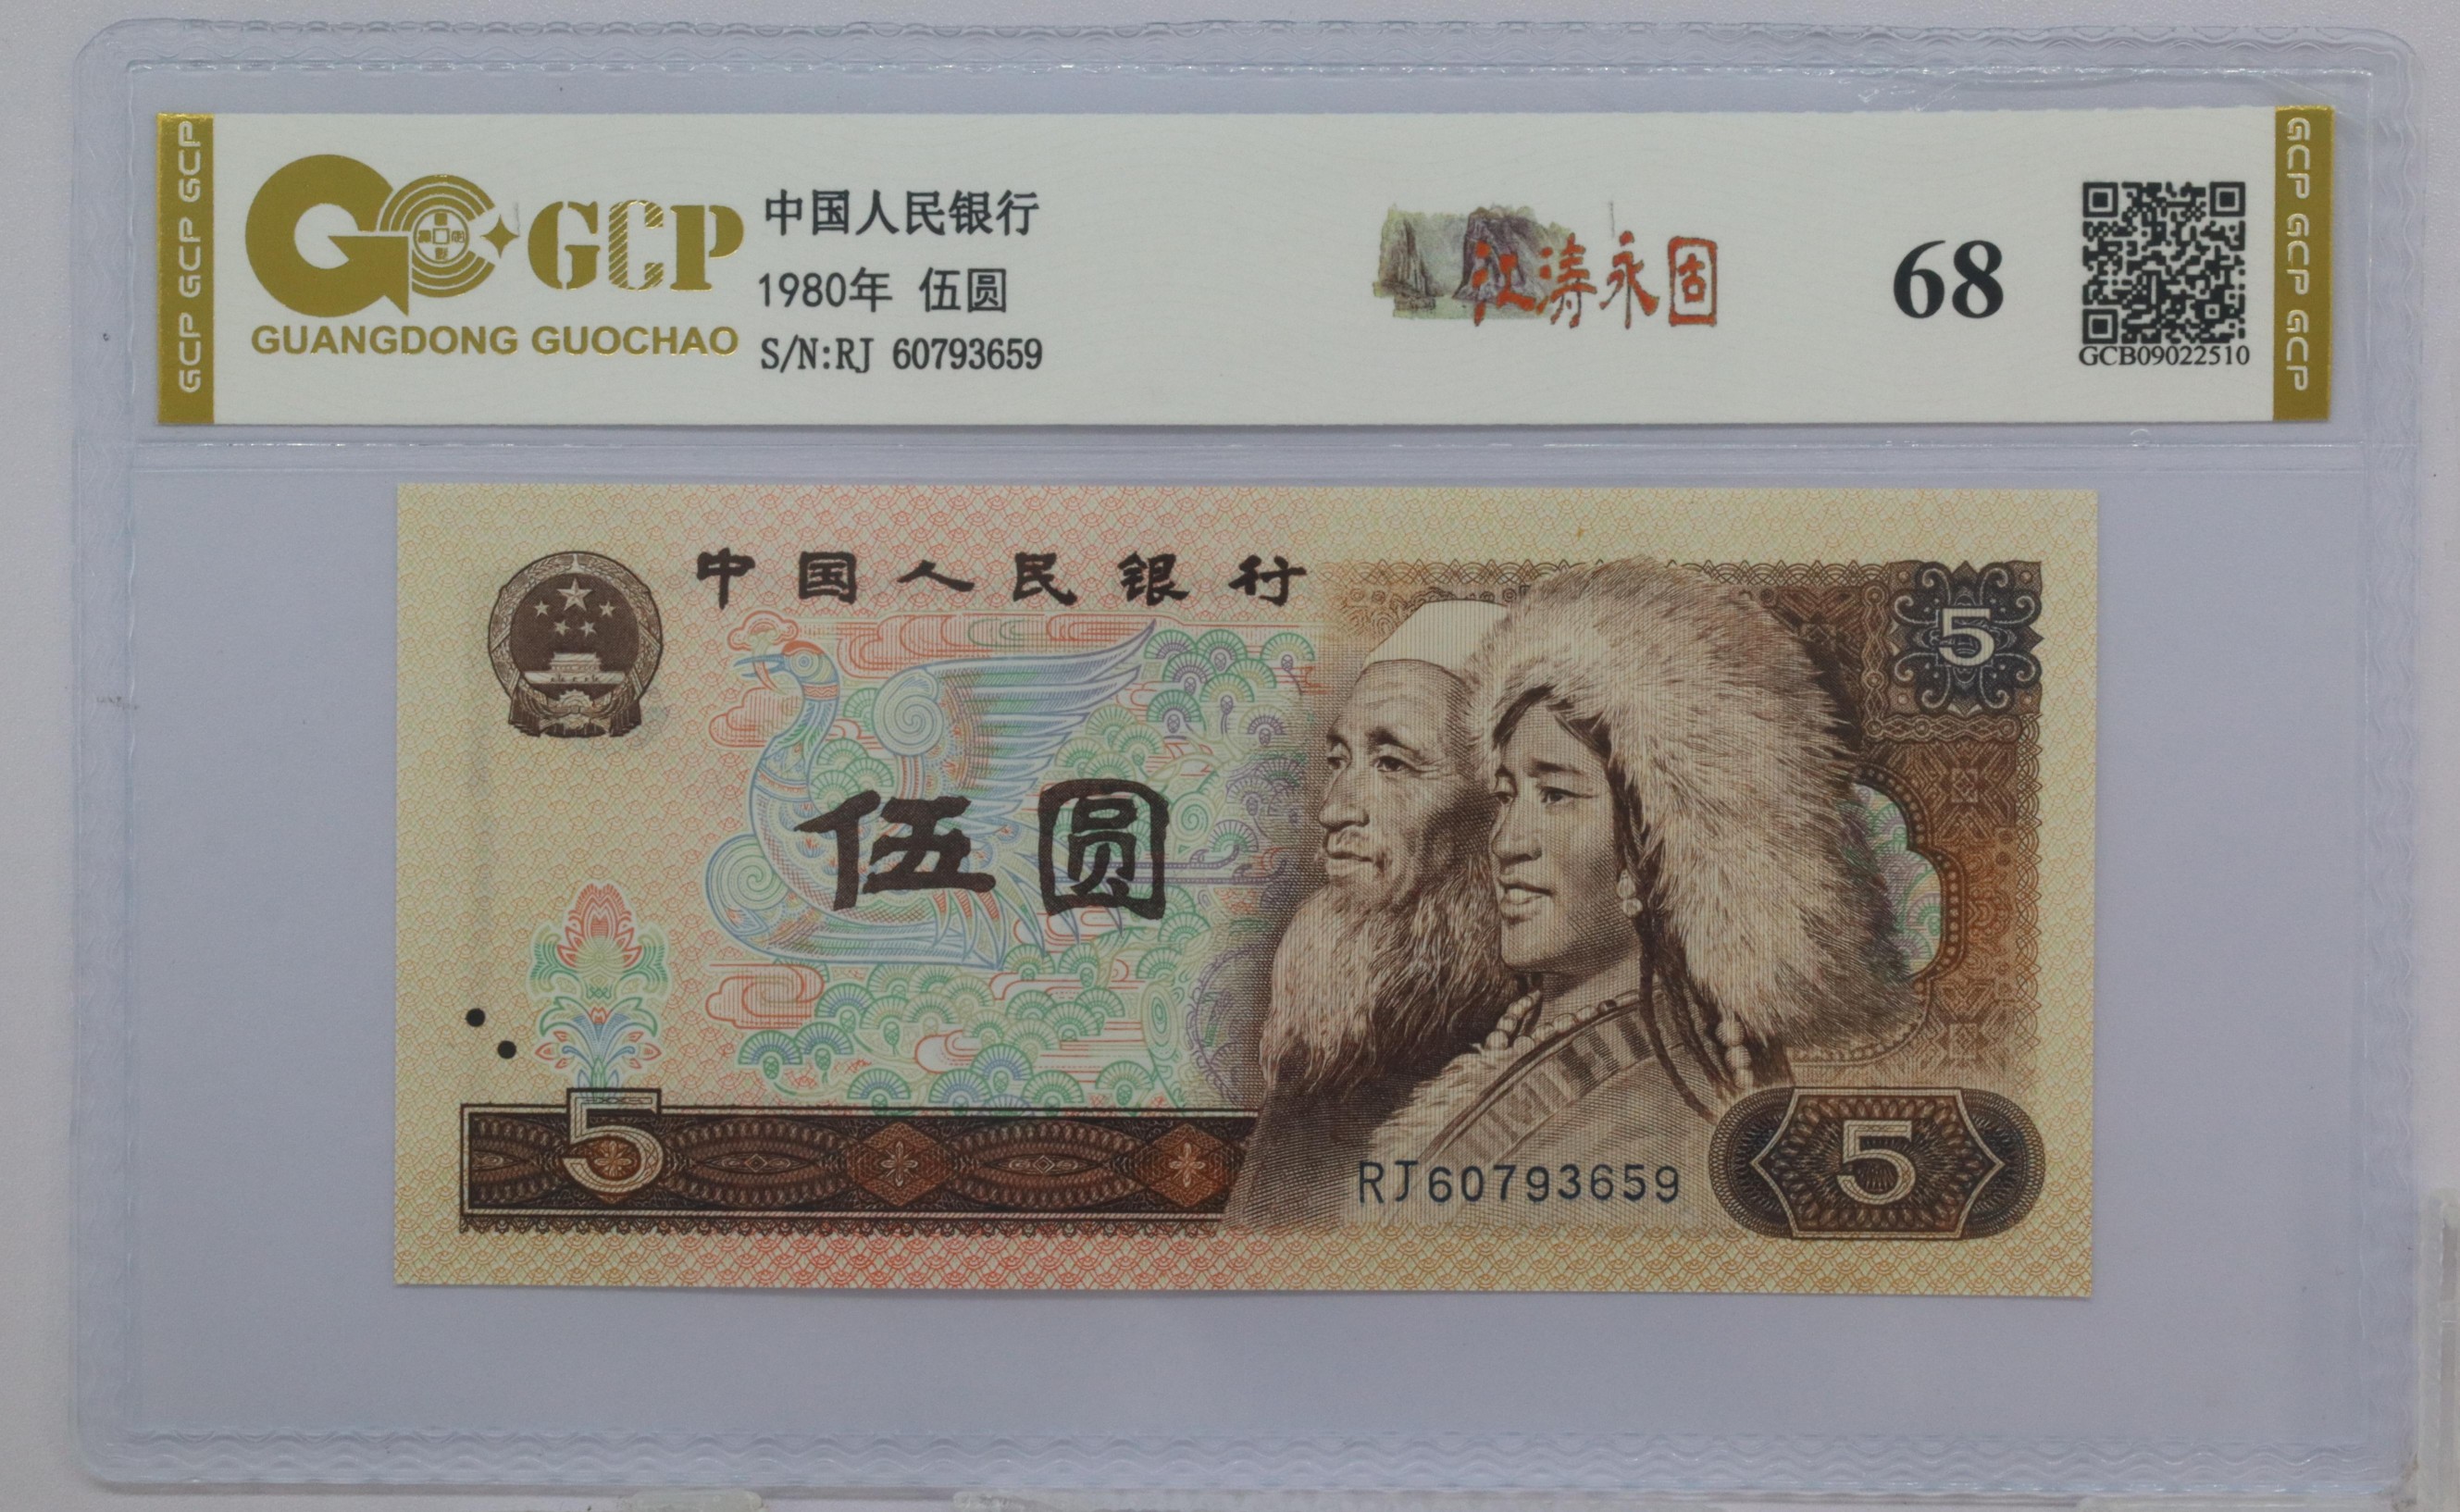 GCP GCP GCP
GCP
GUANGDONG GUOCHAO
中国人民银行
1980年 伍圆
S/N:RJ 60793659
江涛永固
68
GCB09022510
GCP GCP GCP
中国人民银行
5
伍圆
5
RJ60793659
5